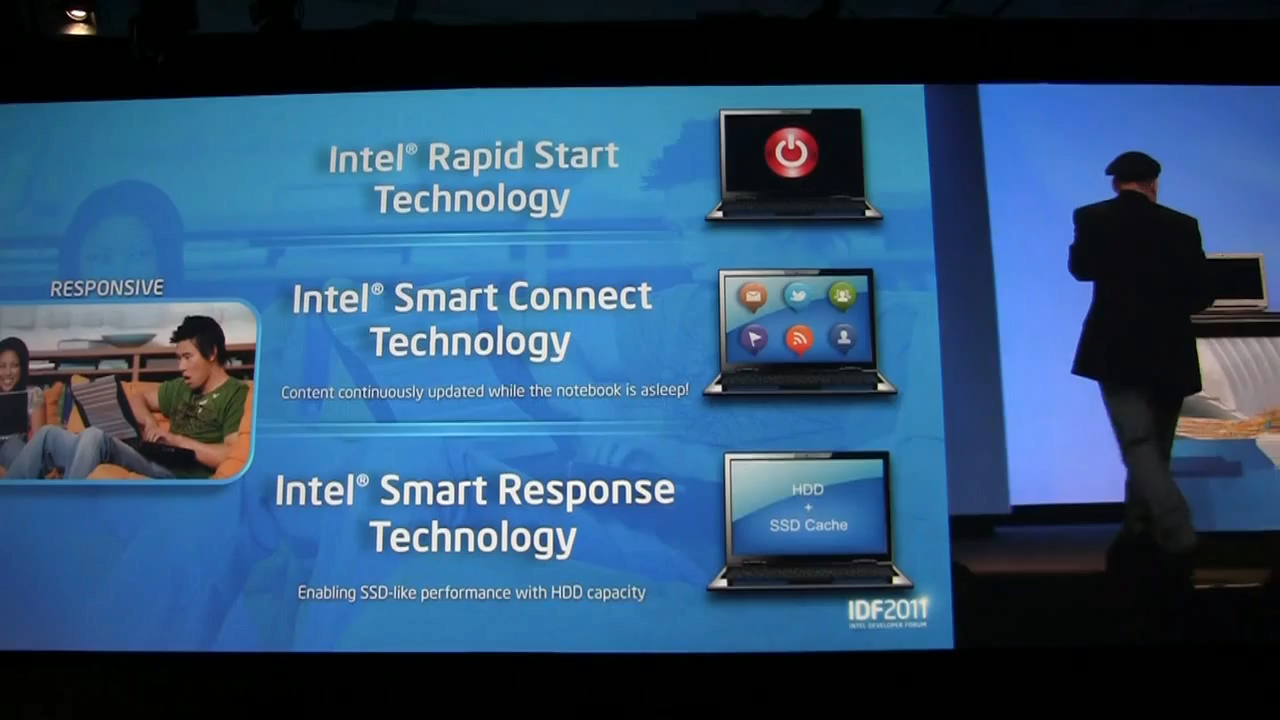 Intel® Rapid Start
Technology
RESPONSIVE
Intel® Smart Connect
Technology
Content continuously updated while the notebook is asleep!
Intel® Smart Response
Technology
Enabling SSD-like performance with HDD capacity
HDD
+
SSD Cache
IDF2011
INTEL DEVELOPER FORUM